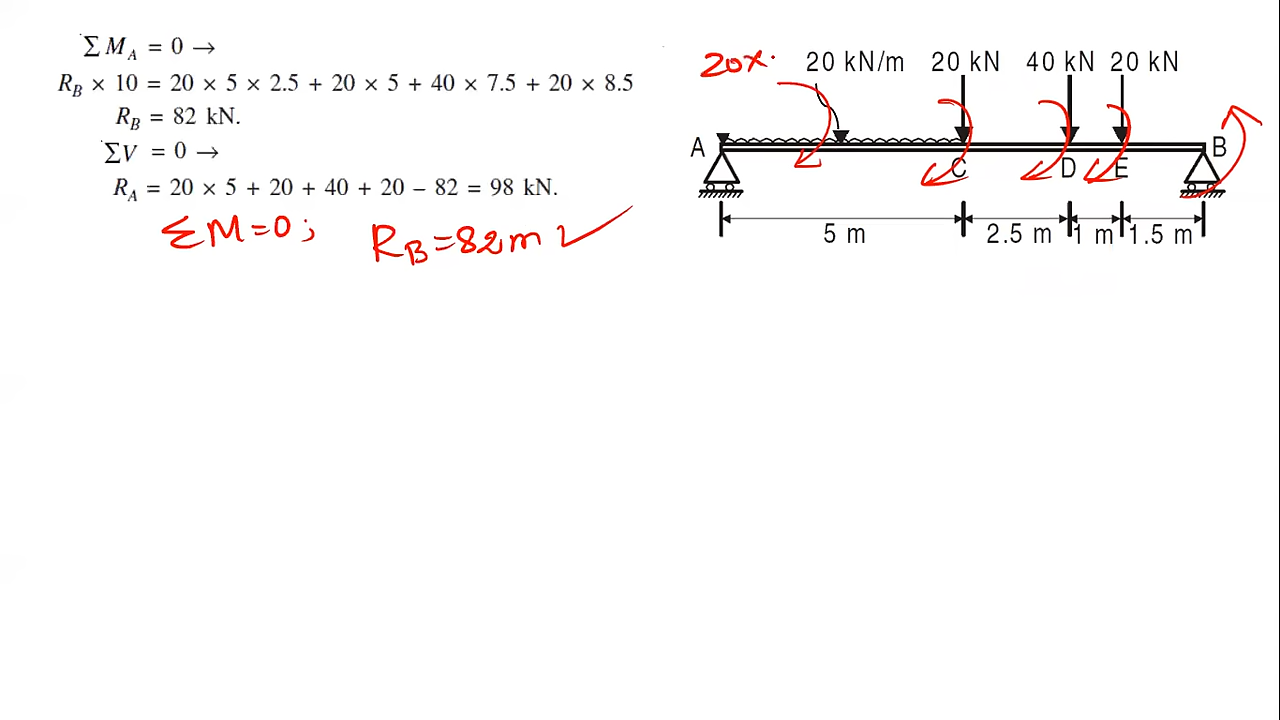 Σ M_A = 0 →
R_B × 10 = 20 × 5 × 2.5 + 20 × 5 + 40 × 7.5 + 20 × 8.5
R_B = 82 kN.
ΣV = 0 →
R_A = 20 × 5 + 20 + 40 + 20 – 82 = 98 kN.
ΣM=0; R_B=82m ✓
20x. 20 kN/m 20 kN 40 kN 20 kN
A B
C D E
5 m 2.5 m 1 m 1.5 m